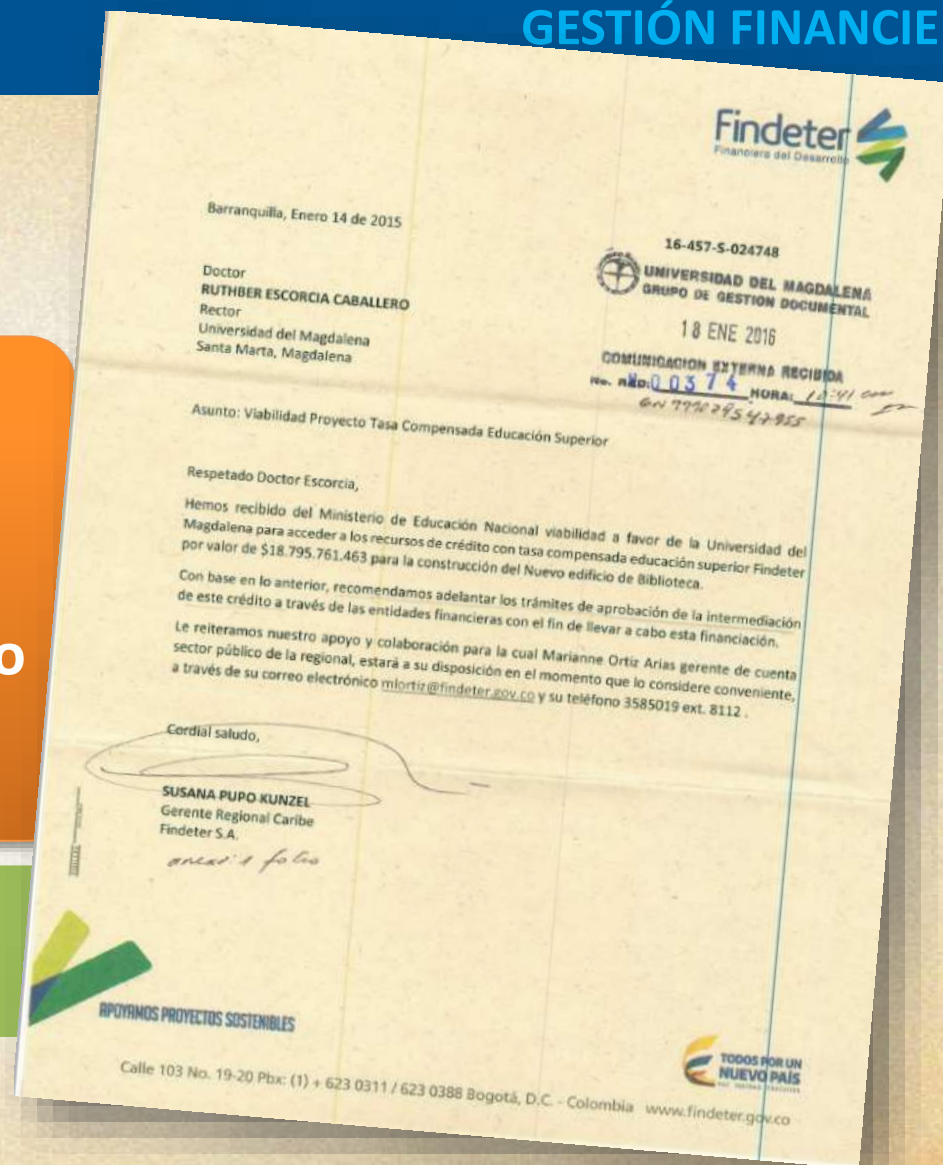 GESTIÓN FINANCIE
Findeter
Financiera del Desarrollo
Barranquilla, Enero 14 de 2015
16-457-S-024748
UNIVERSIDAD DEL MAGDALENA
GRUPO DE GESTION DOCUMENTAL
18 ENE 2016
COMUNICACION EXTERNA RECIBIDA
No. RAD: 00374 HORA: 10:41
Doctor
RUTHBER ESCORCIA CABALLERO
Rector
Universidad del Magdalena
Santa Marta, Magdalena
Asunto: Viabilidad Proyecto Tasa Compensada Educación Superior
Respetado Doctor Escorcia,
Hemos recibido del Ministerio de Educación Nacional viabilidad a favor de la Universidad del
Magdalena para acceder a los recursos de crédito con tasa compensada educación superior Findeter
por valor de $18.795.761.463 para la construcción del Nuevo edificio de Biblioteca.
Con base en lo anterior, recomendamos adelantar los trámites de aprobación de la intermediación
de este crédito a través de las entidades financieras con el fin de llevar a cabo esta financiación.
Le reiteramos nuestro apoyo y colaboración para la cual Marianne Ortiz Arias gerente de cuenta
sector público de la regional, estará a su disposición en el momento que lo considere conveniente,
a través de su correo electrónico mlortiz@findeter.gov.co y su teléfono 3585019 ext. 8112 .
o
Cordial saludo,
SUSANA PUPO KUNZEL
Gerente Regional Caribe
Findeter S.A.
anexo: 1 folio
APOYAMOS PROYECTOS SOSTENIBLES
TODOS POR UN
NUEVO PAÍS
Calle 103 No. 19-20 Pbx: (1) + 623 0311 / 623 0388 Bogotá, D.C. - Colombia www.findeter.gov.co